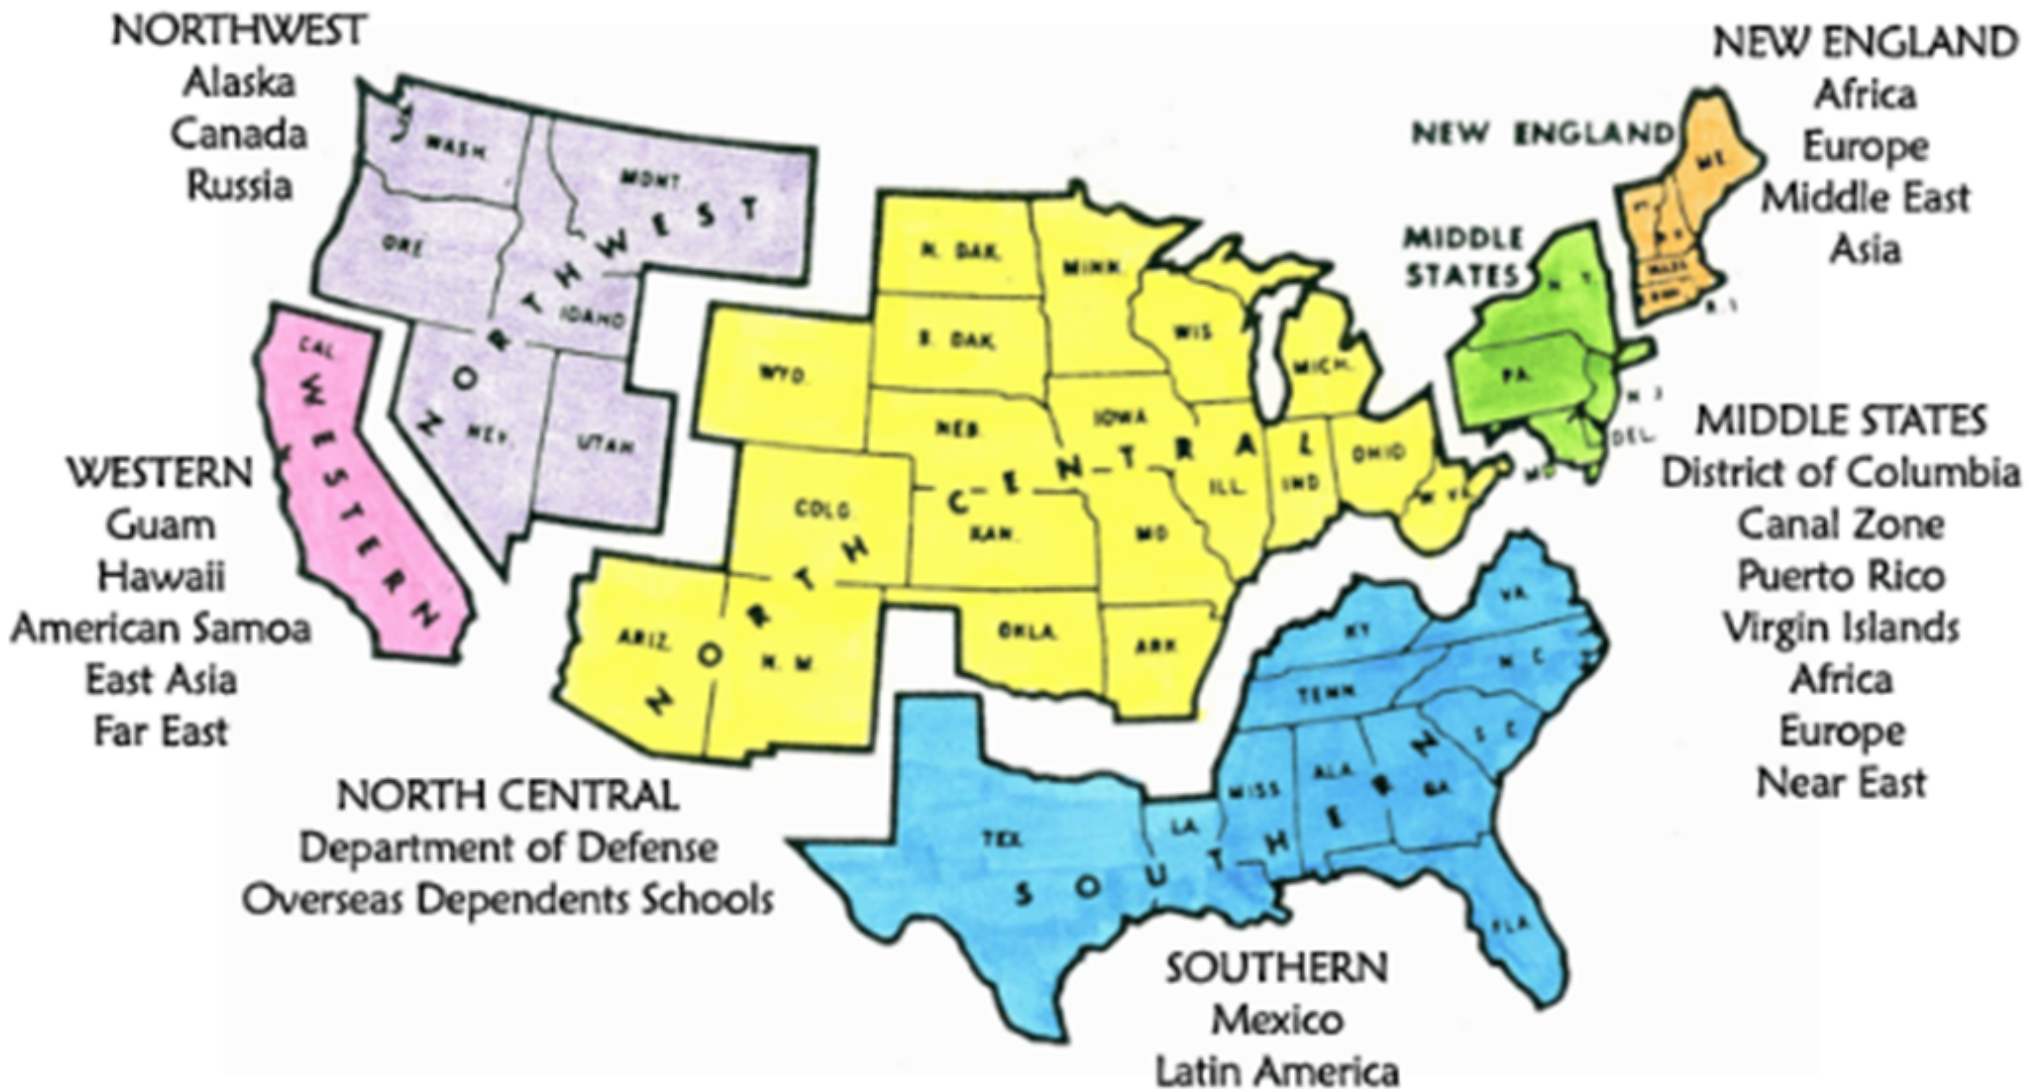 NORTHWEST
Alaska
Canada
Russia
NEW ENGLAND
Africa
Europe
Middle East
Asia
NEW ENGLAND
MIDDLE
STATES
WASH.
MONT.
ORE
IDAHO
NEV.
UTAH
NORTHWEST
CAL
WESTERN
WYO.
N. DAK.
S. DAK.
MINN.
WIS
MICH.
NEB.
IOWA
COLO.
KAN.
MO
ILL.
IND
OHIO
W VA
ARIZ.
N. M.
OKLA.
ARK
NORTH CENTRAL
ME.
MASS
R. I
N Y.
PA.
N J
DEL.
MD
KY
VA.
TENN.
N C
S C
MISS
ALA.
GA.
TEX.
LA.
FLA.
SOUTHERN
WESTERN
Guam
Hawaii
American Samoa
East Asia
Far East
MIDDLE STATES
District of Columbia
Canal Zone
Puerto Rico
Virgin Islands
Africa
Europe
Near East
NORTH CENTRAL
Department of Defense
Overseas Dependents Schools
SOUTHERN
Mexico
Latin America